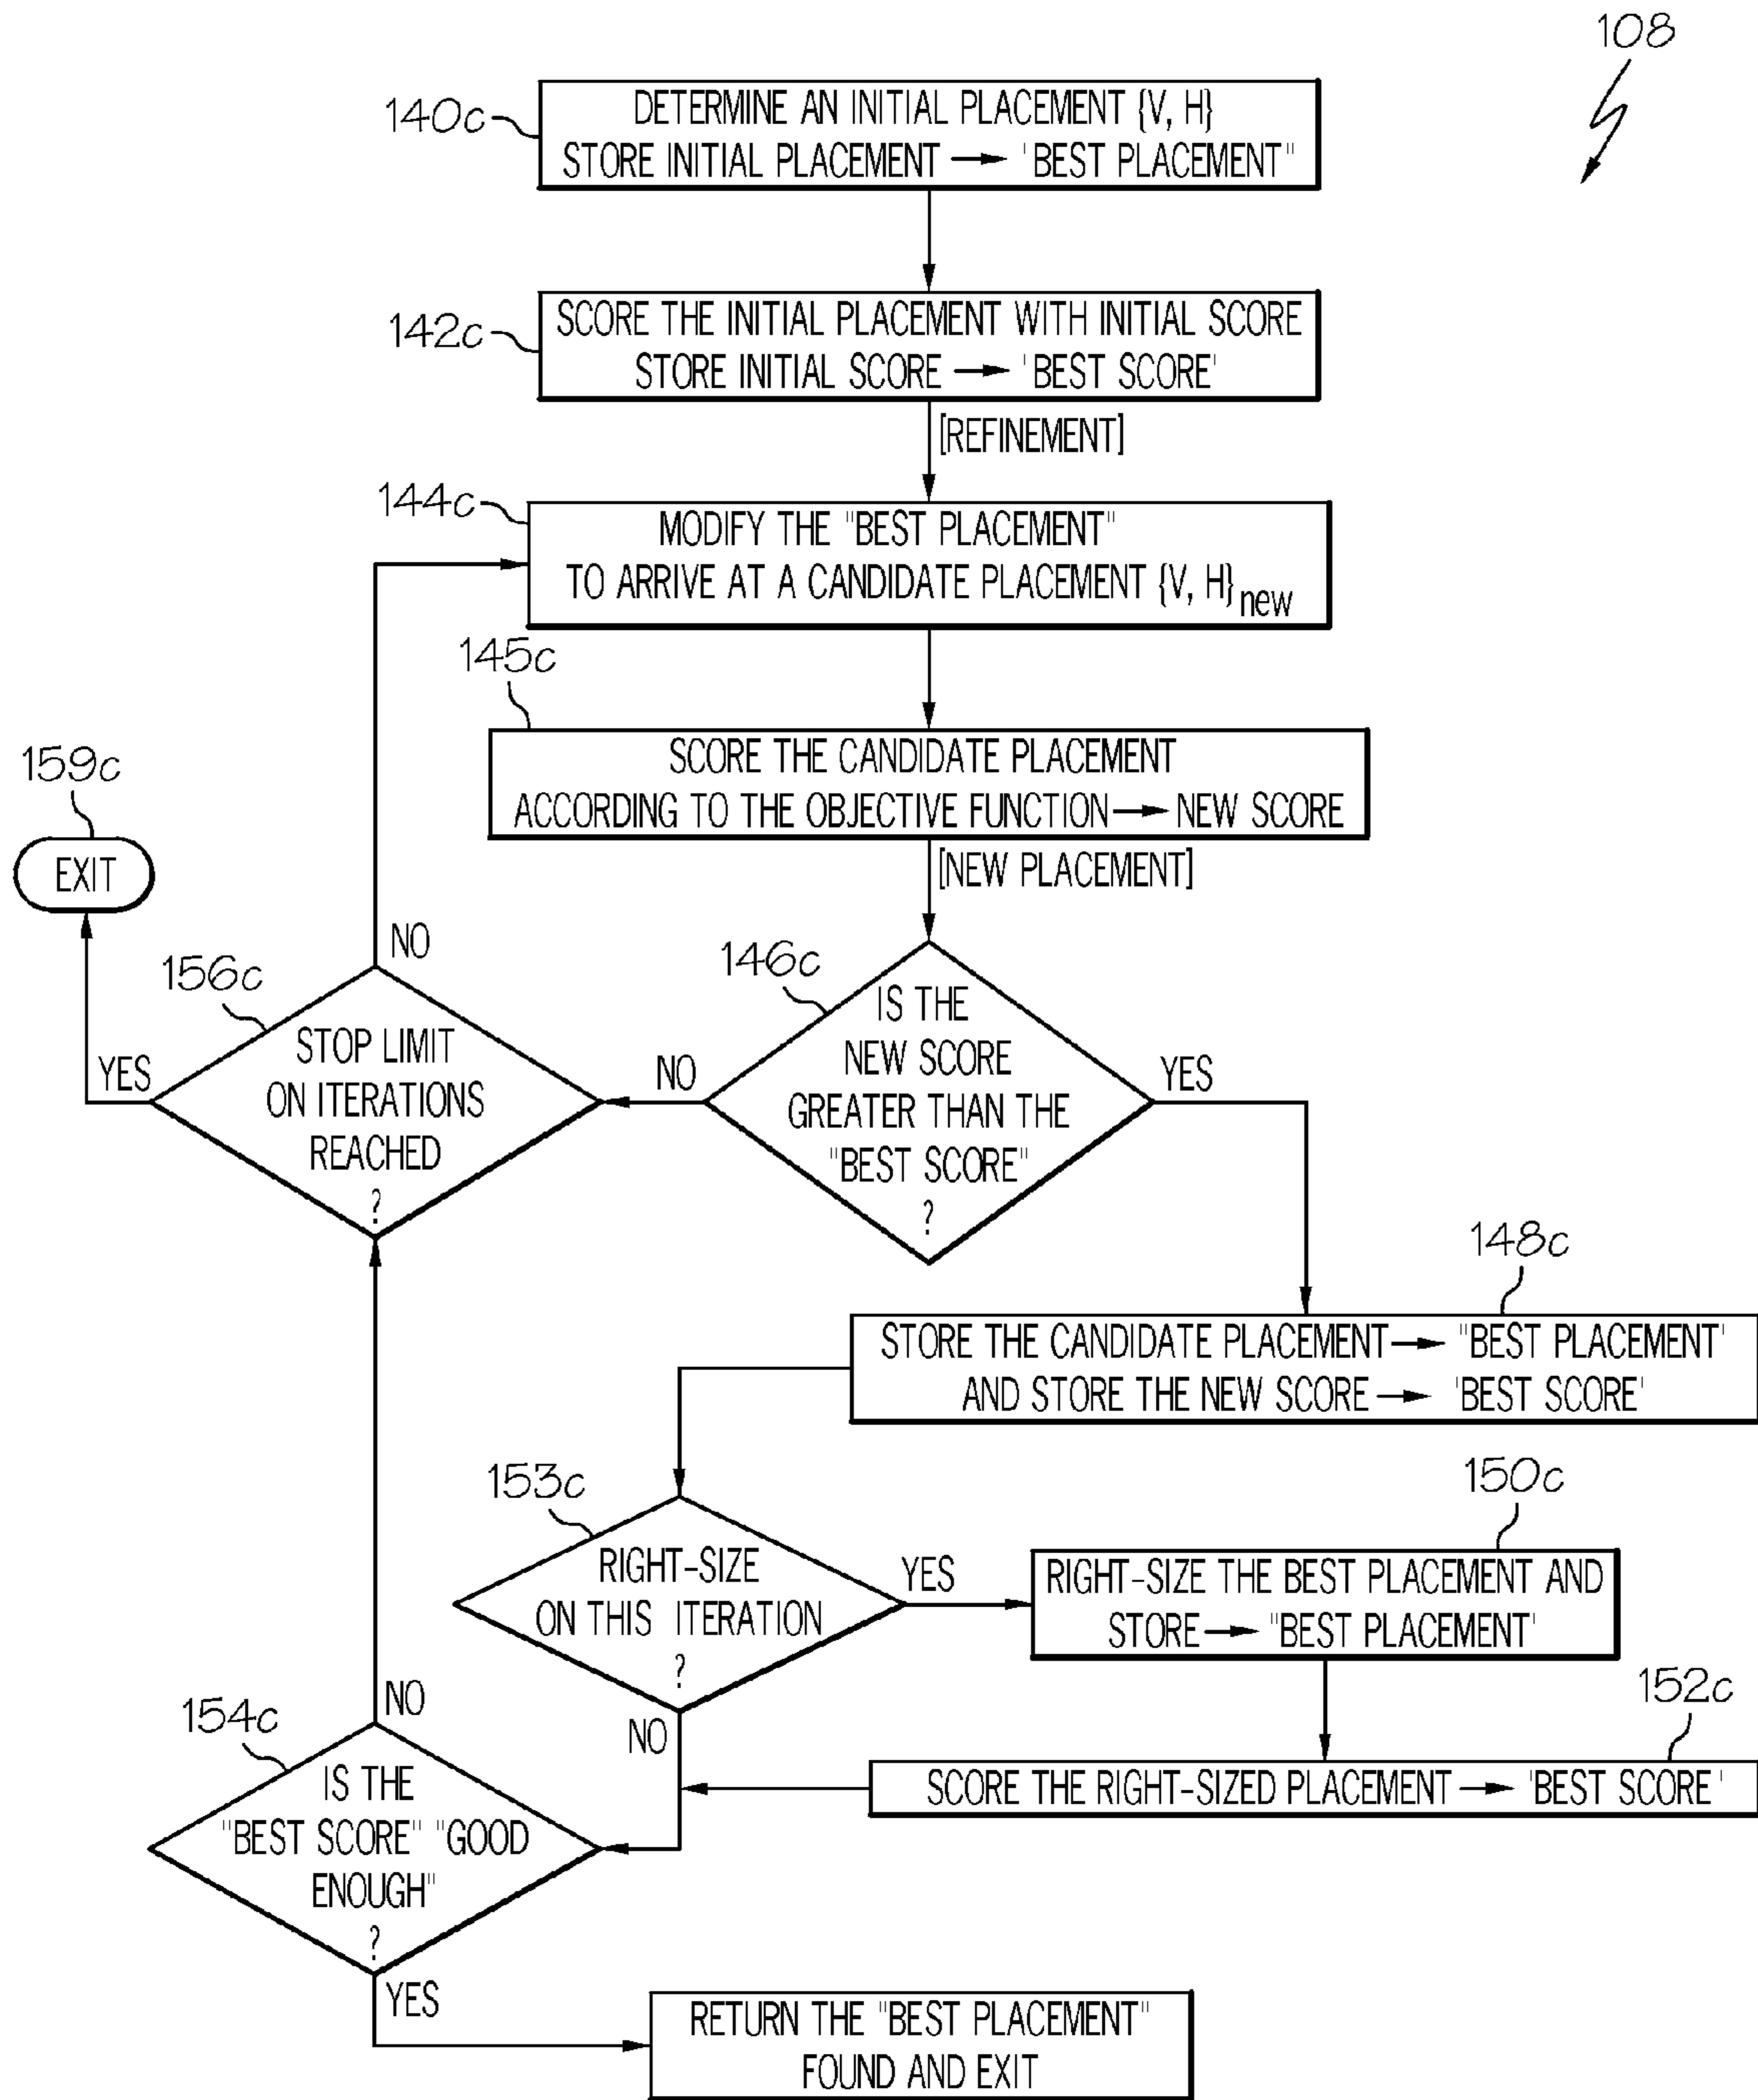 108
140c
DETERMINE AN INITIAL PLACEMENT {V, H}
STORE INITIAL PLACEMENT → 'BEST PLACEMENT"
142c
SCORE THE INITIAL PLACEMENT WITH INITIAL SCORE
STORE INITIAL SCORE → 'BEST SCORE'
[REFINEMENT]
144c
MODIFY THE "BEST PLACEMENT"
TO ARRIVE AT A CANDIDATE PLACEMENT {V, H}new
145c
SCORE THE CANDIDATE PLACEMENT
ACCORDING TO THE OBJECTIVE FUNCTION → NEW SCORE
[NEW PLACEMENT]
159c
EXIT
146c
IS THE
NEW SCORE
GREATER THAN THE
"BEST SCORE"
?
NO
YES
156c
STOP LIMIT
ON ITERATIONS
REACHED
?
NO
YES
148c
STORE THE CANDIDATE PLACEMENT → "BEST PLACEMENT'
AND STORE THE NEW SCORE → 'BEST SCORE'
153c
RIGHT-SIZE
ON THIS ITERATION
?
YES
NO
150c
RIGHT-SIZE THE BEST PLACEMENT AND
STORE → "BEST PLACEMENT'
152c
SCORE THE RIGHT-SIZED PLACEMENT → 'BEST SCORE '
154c
IS THE
"BEST SCORE" "GOOD
ENOUGH"
?
NO
YES
RETURN THE "BEST PLACEMENT"
FOUND AND EXIT